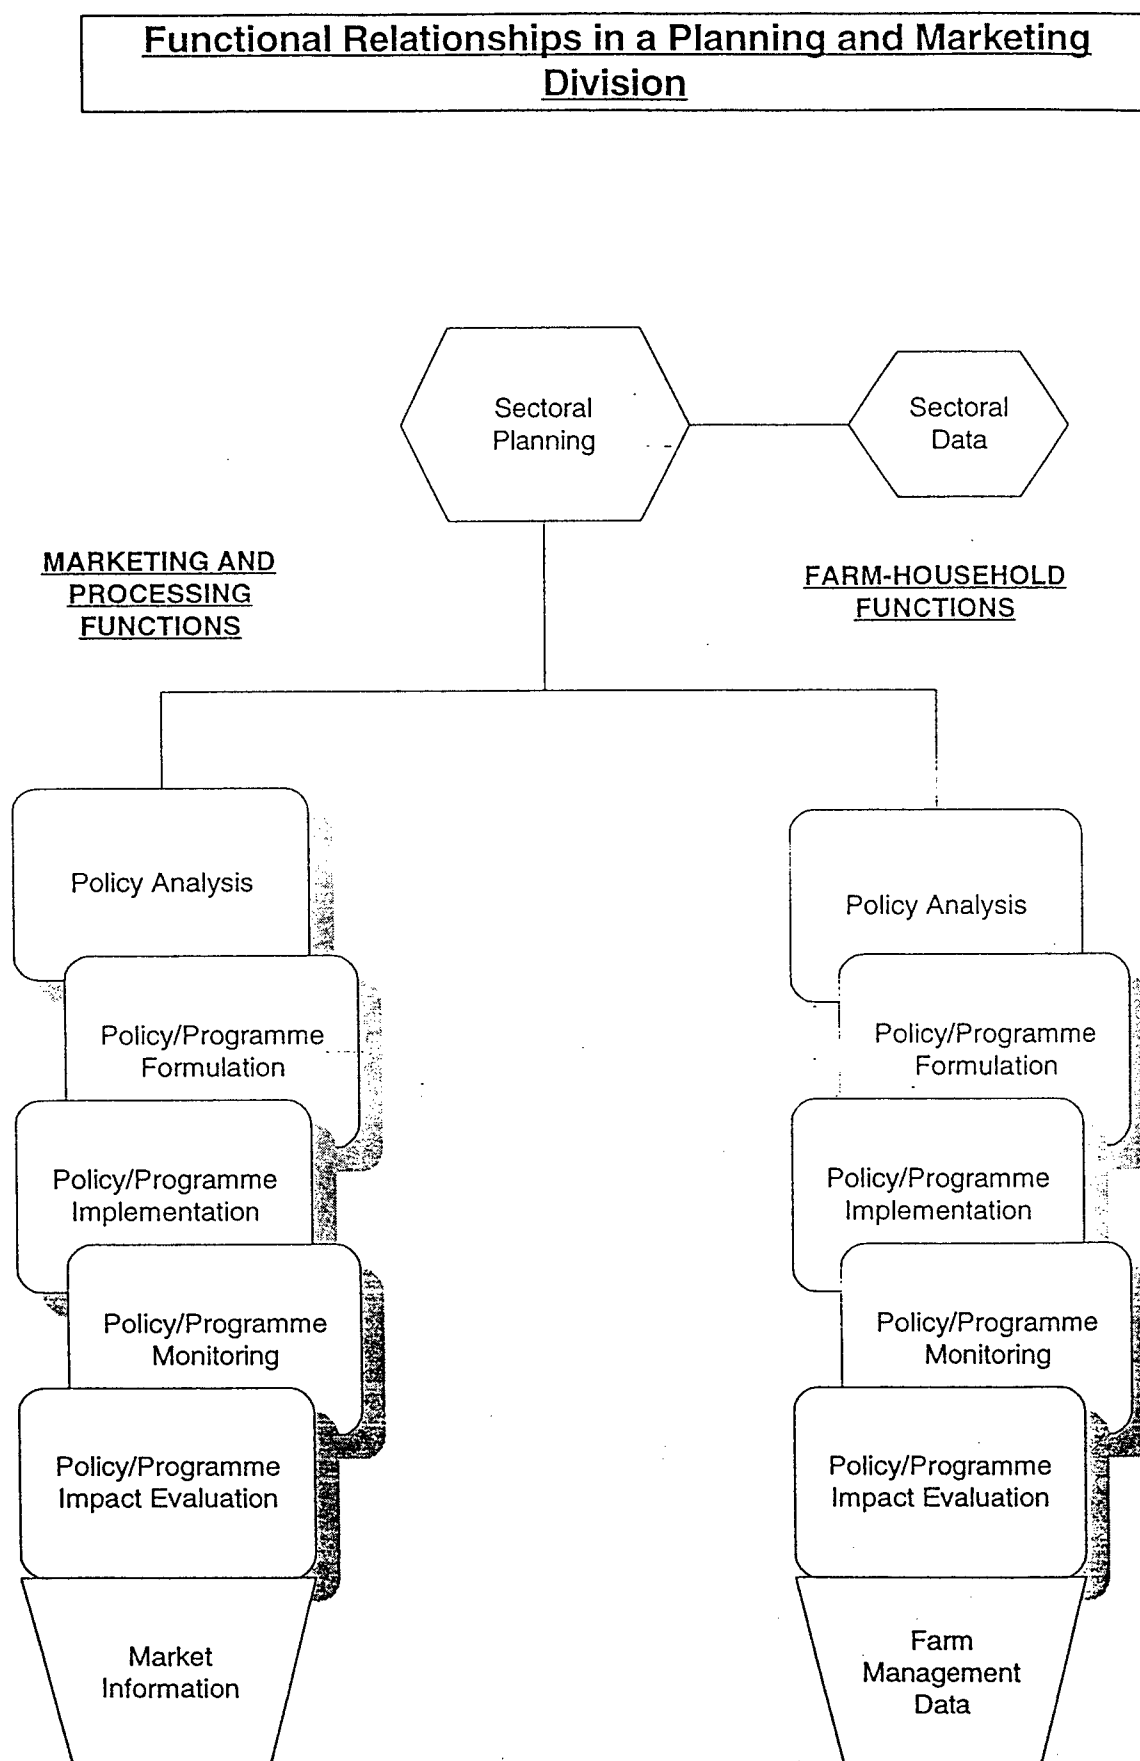 Functional Relationships in a Planning and Marketing
Division
Sectoral
Planning
Sectoral
Data
MARKETING AND
PROCESSING
FUNCTIONS
FARM-HOUSEHOLD
FUNCTIONS
Policy Analysis
Policy/Programme
Formulation
Policy/Programme
Implementation
Policy/Programme
Monitoring
Policy/Programme
Impact Evaluation
Market
Information
Policy Analysis
Policy/Programme
Formulation
Policy/Programme
Implementation
Policy/Programme
Monitoring
Policy/Programme
Impact Evaluation
Farm
Management
Data